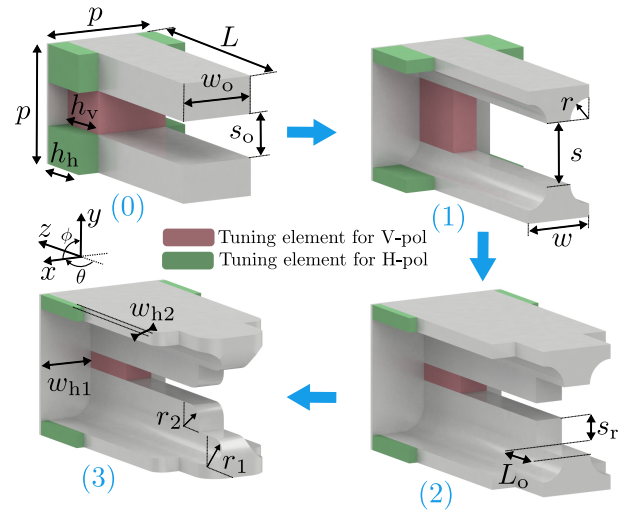 p
L
w_o
p
h_v
s_o
h_h
(0)
r
s
w
(1)
y
z
ϕ
x
θ
Tuning element for V-pol
Tuning element for H-pol
w_h2
w_h1
r_2
r_1
(3)
s_r
L_o
(2)